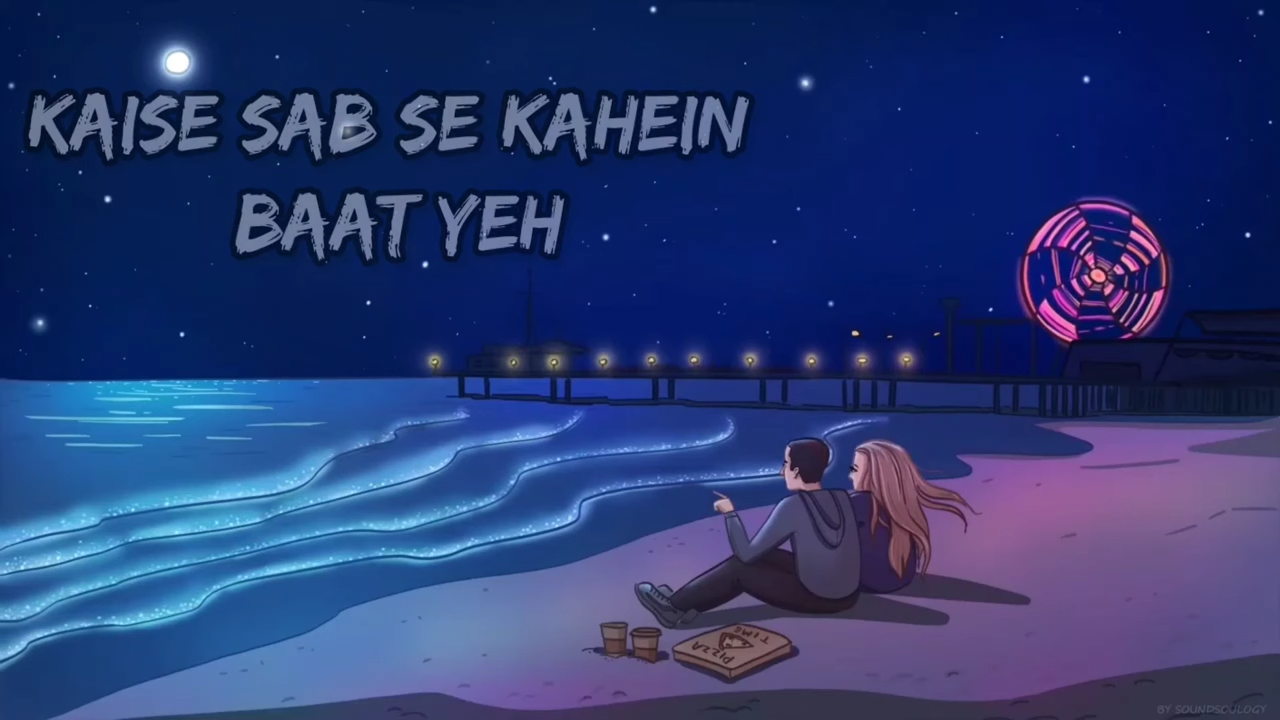 KAISE SAB SE KAHEIN
BAAT YEH
PIZZA
TIME
BY SOUNDSOULOGY